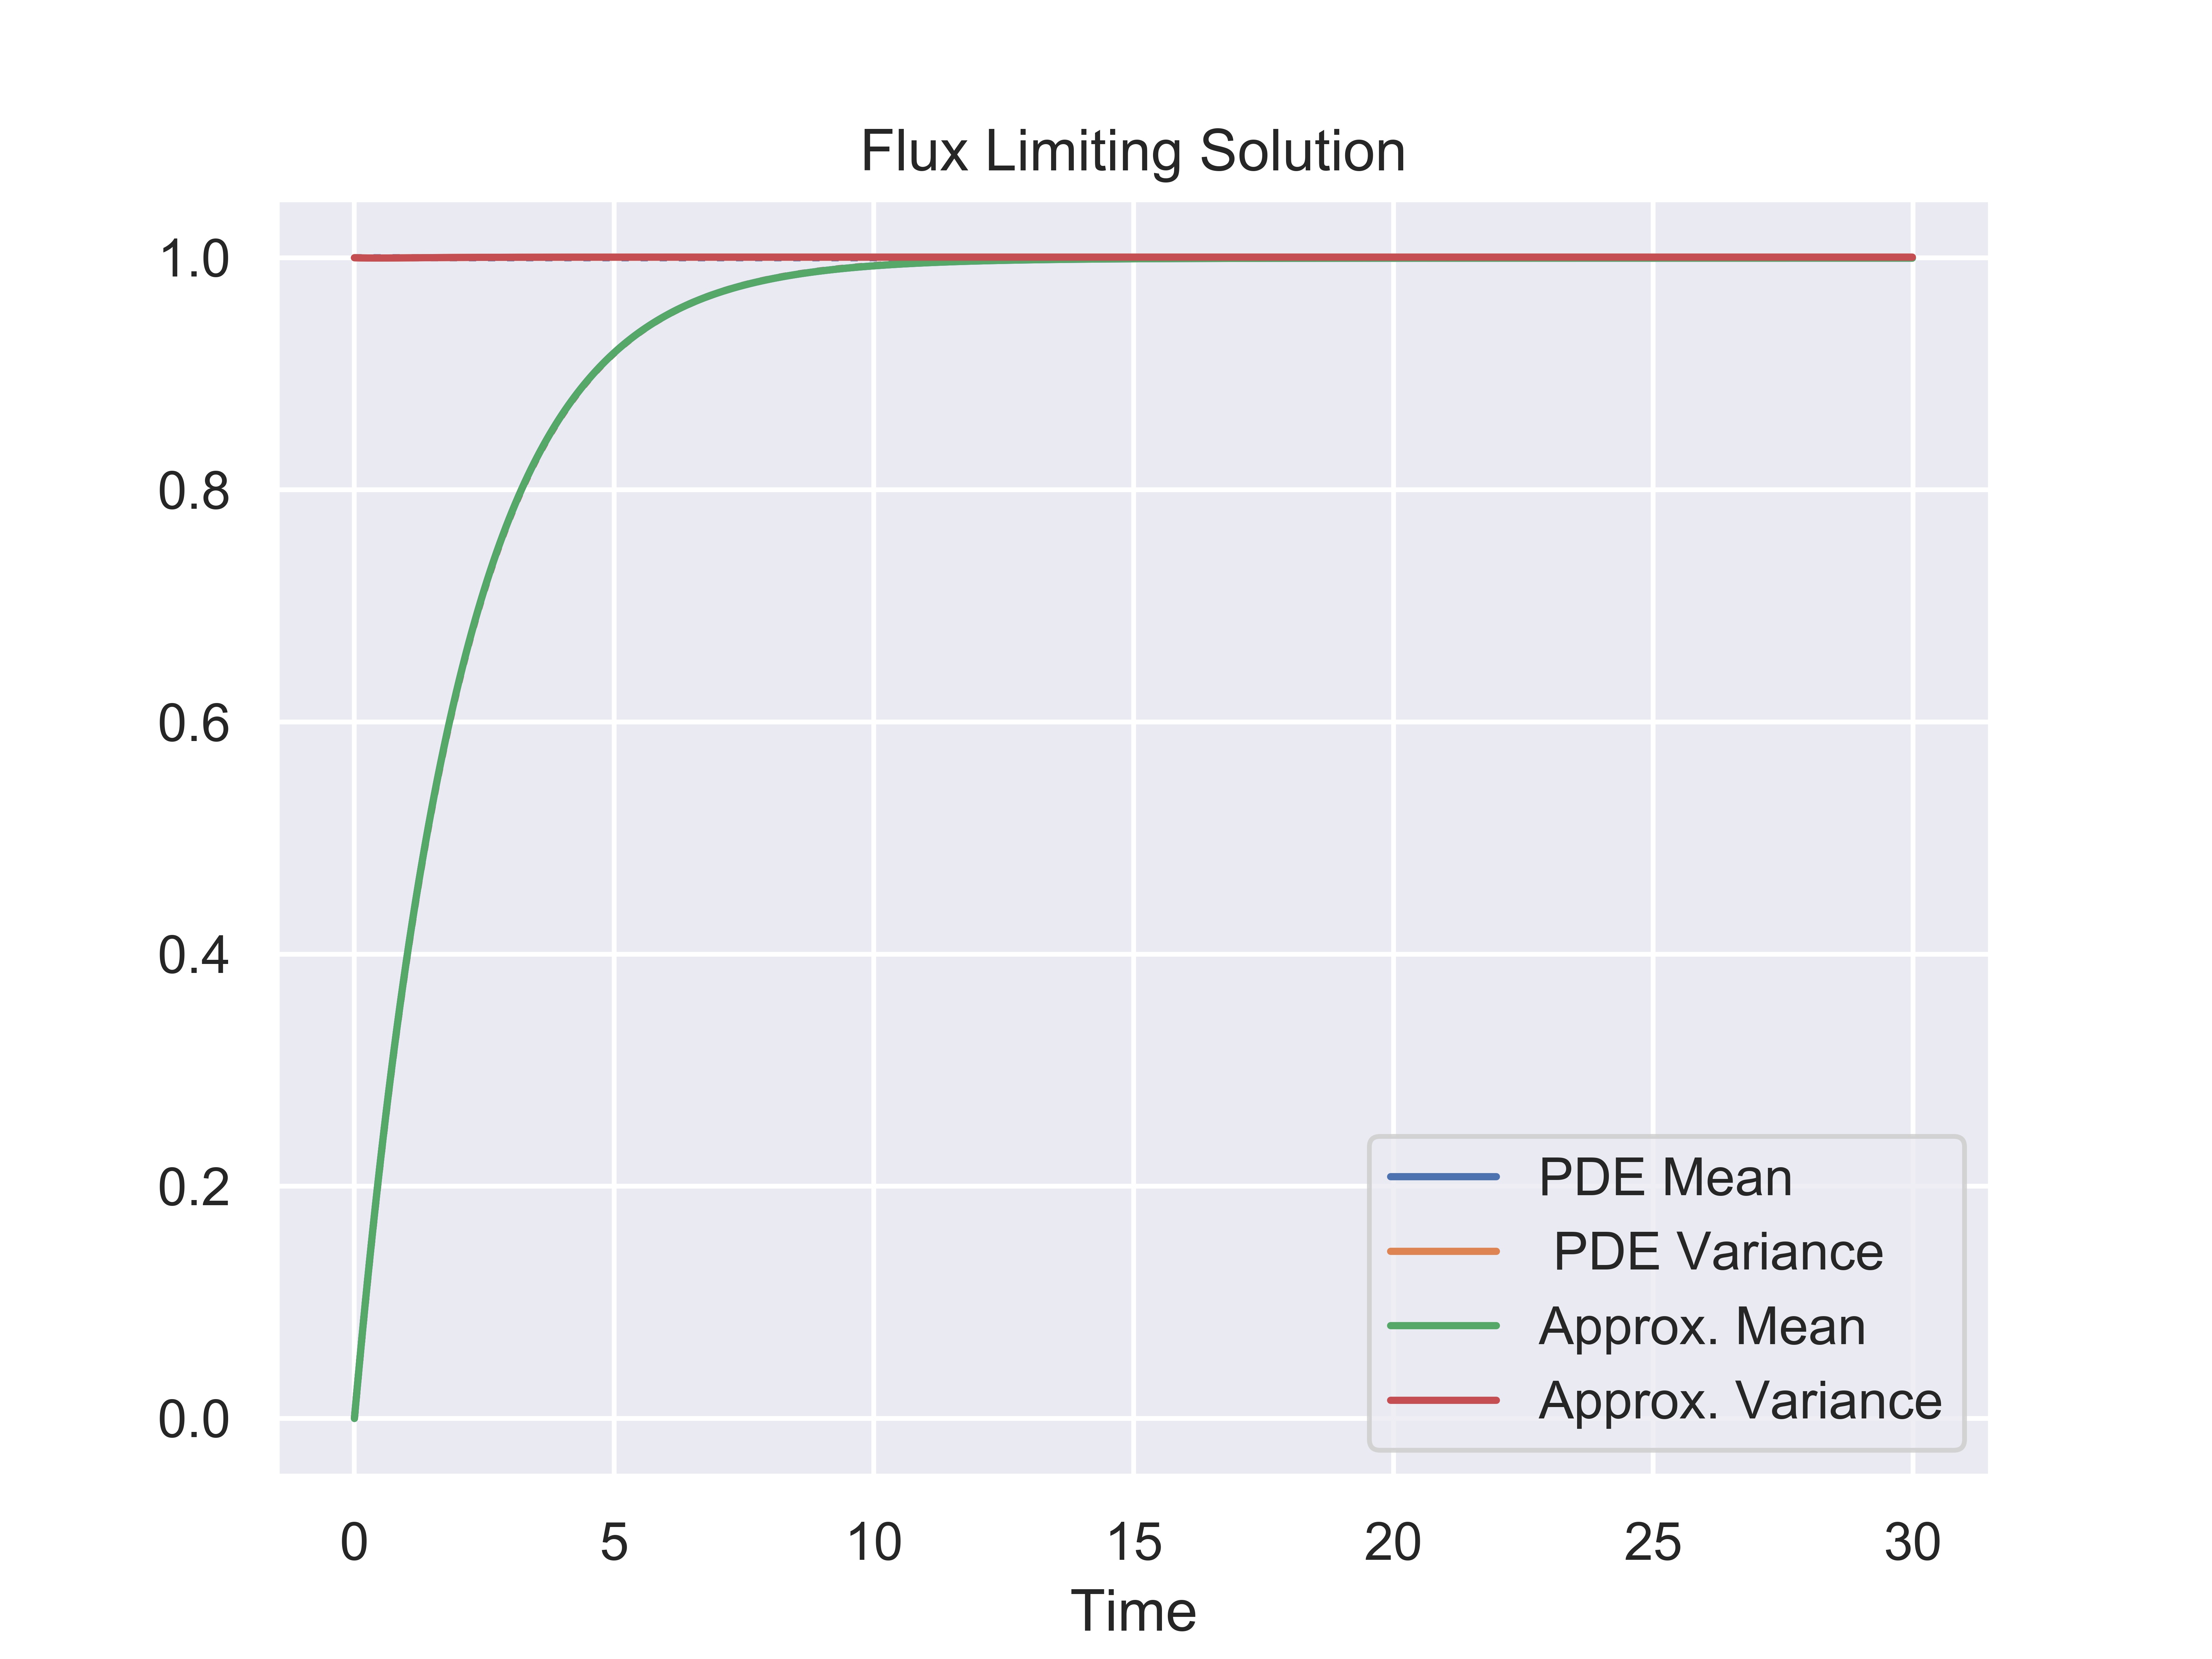 Flux Limiting Solution
1.0
0.8
0.6
0.4
0.2
0.0
PDE Mean
PDE Variance
Approx. Mean
Approx. Variance
0 5 10 15 20 25 30
Time